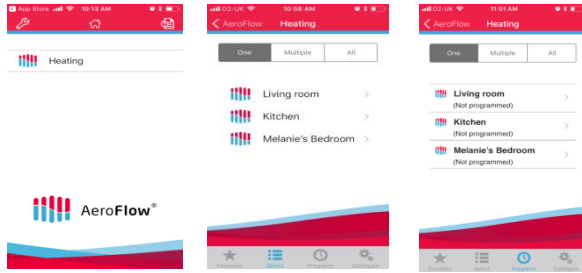 App Store 10:13 AM
Heating
AeroFlow®
O2-UK 10:58 AM
AeroFlow Heating
One Multiple All
Living room
Kitchen
Melanie's Bedroom
Favorites Select Programs Configure
O2-UK 11:01 AM
AeroFlow Heating
One Multiple All
Living room
(Not programmed)
Kitchen
(Not programmed)
Melanie's Bedroom
(Not programmed)
Favorites Select Programs Configure